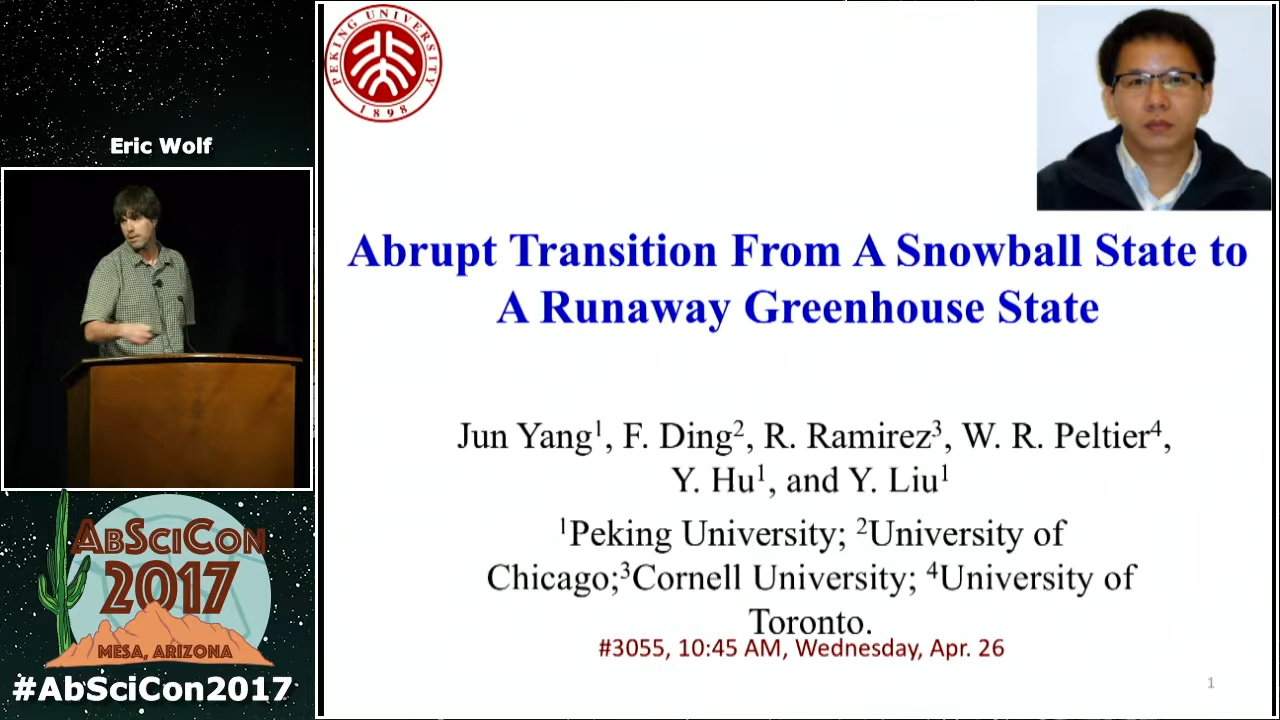 Eric Wolf
ABSCICON
2017
MESA, ARIZONA
#AbSciCon2017
PEKING UNIVERSITY
1898
Abrupt Transition From A Snowball State to
A Runaway Greenhouse State
Jun Yang¹, F. Ding², R. Ramirez³, W. R. Peltier⁴,
Y. Hu¹, and Y. Liu¹
¹Peking University; ²University of
Chicago;³Cornell University; ⁴University of
Toronto.
#3055, 10:45 AM, Wednesday, Apr. 26
1